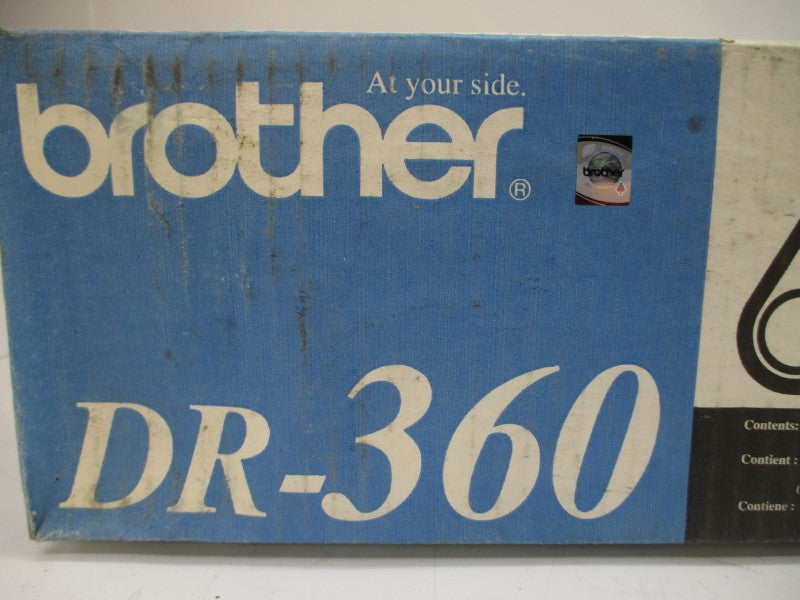 At your side.
brother®
brother
DR-360
Contents:
Contient :
Contiene :